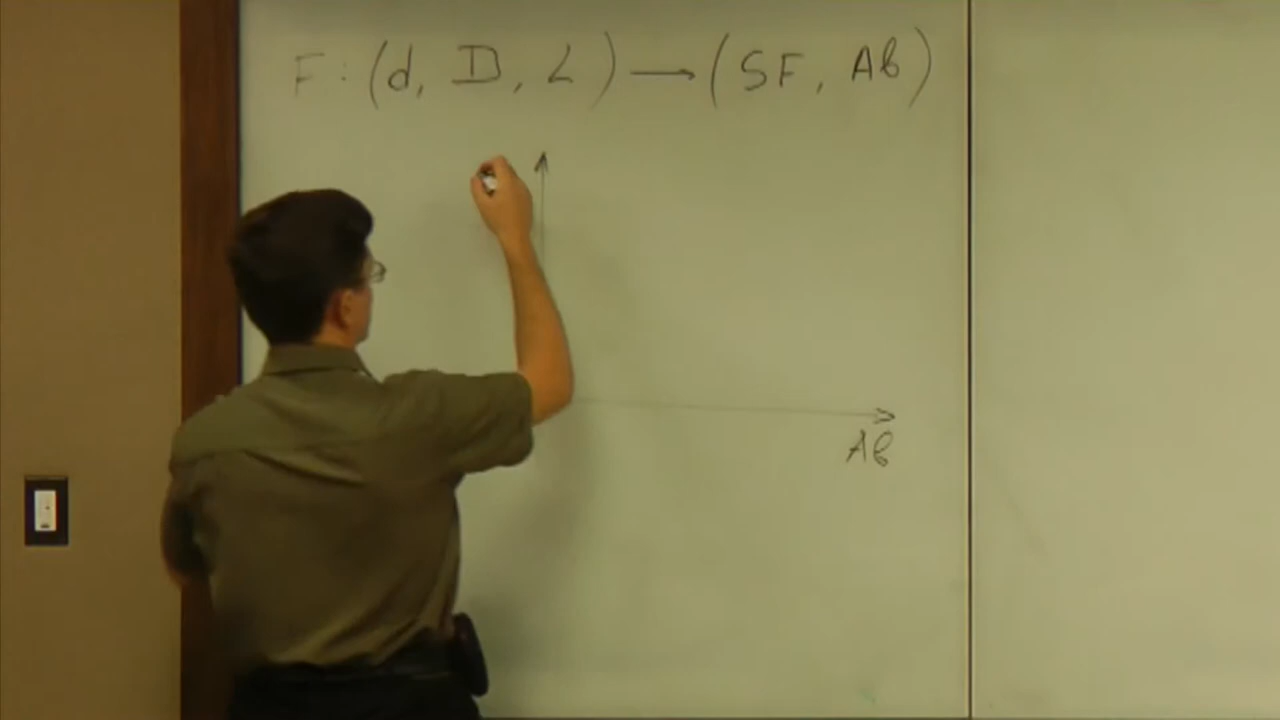 F : (d, D, L) → (SF, Ab)
Ab